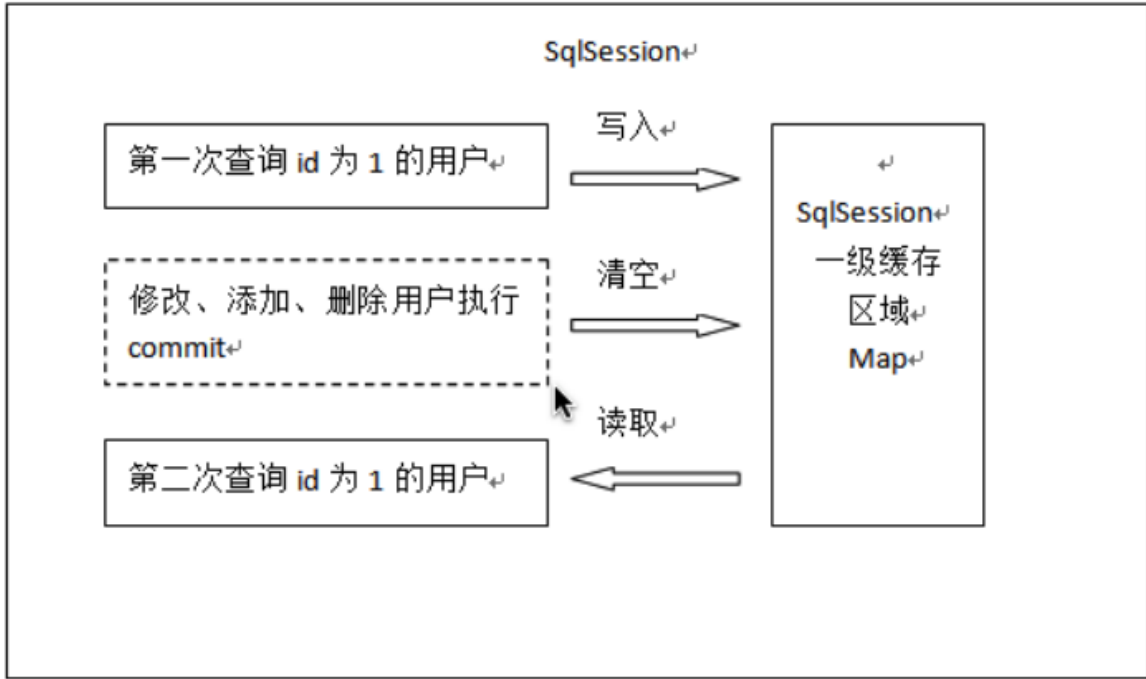 SqlSession
第一次查询 id 为 1 的用户
写入
SqlSession
一级缓存
区域
Map
修改、添加、删除用户执行
commit
清空
第二次查询 id 为 1 的用户
读取